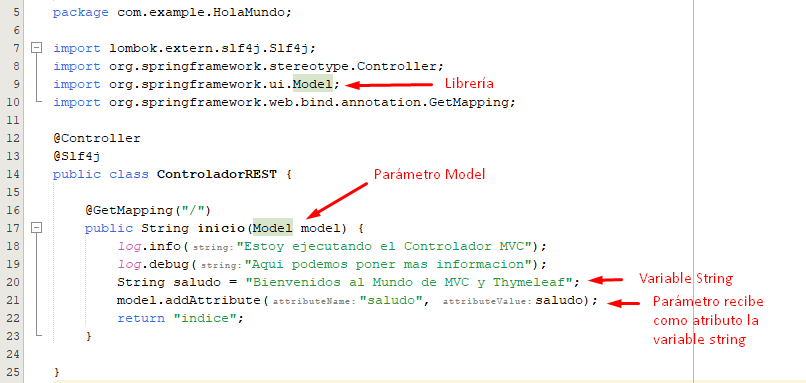 5 package com.example.HolaMundo;
6
7 import lombok.extern.slf4j.Slf4j;
8 import org.springframework.stereotype.Controller;
9 import org.springframework.ui.Model; Librería
10 import org.springframework.web.bind.annotation.GetMapping;
11
12 @Controller
13 @Slf4j
14 public class ControladorREST { Parámetro Model
15
16 @GetMapping("/")
17 public String inicio(Model model) {
18 log.info(string:"Estoy ejecutando el Controlador MVC");
19 log.debug(string:"Aqui podemos poner mas informacion");
20 String saludo = "Bienvenidos al Mundo de MVC y Thymeleaf"; Variable String
21 model.addAttribute(attributeName:"saludo", attributeValue:saludo); Parámetro recibe
22 return "indice"; como atributo la
23 } variable string
24
25 }